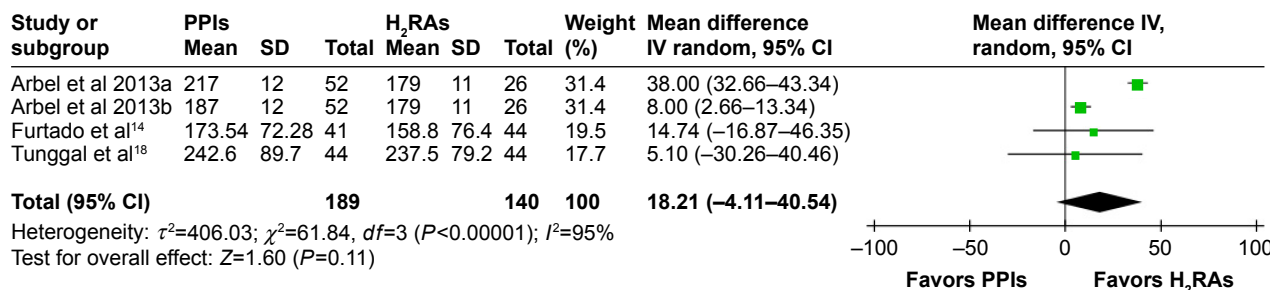 Study or PPIs H₂RAs Weight Mean difference Mean difference IV,
subgroup Mean SD Total Mean SD Total (%) IV random, 95% CI random, 95% CI
Arbel et al 2013a 217 12 52 179 11 26 31.4 38.00 (32.66–43.34)
Arbel et al 2013b 187 12 52 179 11 26 31.4 8.00 (2.66–13.34)
Furtado et al¹⁴ 173.54 72.28 41 158.8 76.4 44 19.5 14.74 (−16.87–46.35)
Tunggal et al¹⁸ 242.6 89.7 44 237.5 79.2 44 17.7 5.10 (−30.26–40.46)
Total (95% CI) 189 140 100 18.21 (−4.11–40.54)
Heterogeneity: τ²=406.03; χ²=61.84, df=3 (P<0.00001); I²=95%
Test for overall effect: Z=1.60 (P=0.11)
−100 −50 0 50 100
Favors PPIs Favors H₂RAs